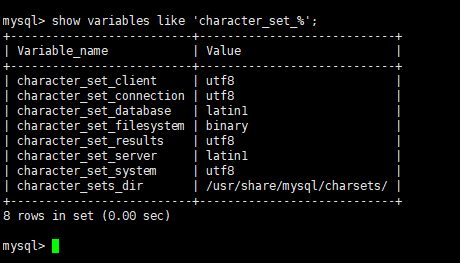 mysql> show variables like 'character_set_%';
+--------------------------+----------------------------+
| Variable_name | Value |
+--------------------------+----------------------------+
| character_set_client | utf8 |
| character_set_connection | utf8 |
| character_set_database | latin1 |
| character_set_filesystem | binary |
| character_set_results | utf8 |
| character_set_server | latin1 |
| character_set_system | utf8 |
| character_sets_dir | /usr/share/mysql/charsets/ |
+--------------------------+----------------------------+
8 rows in set (0.00 sec)
mysql>